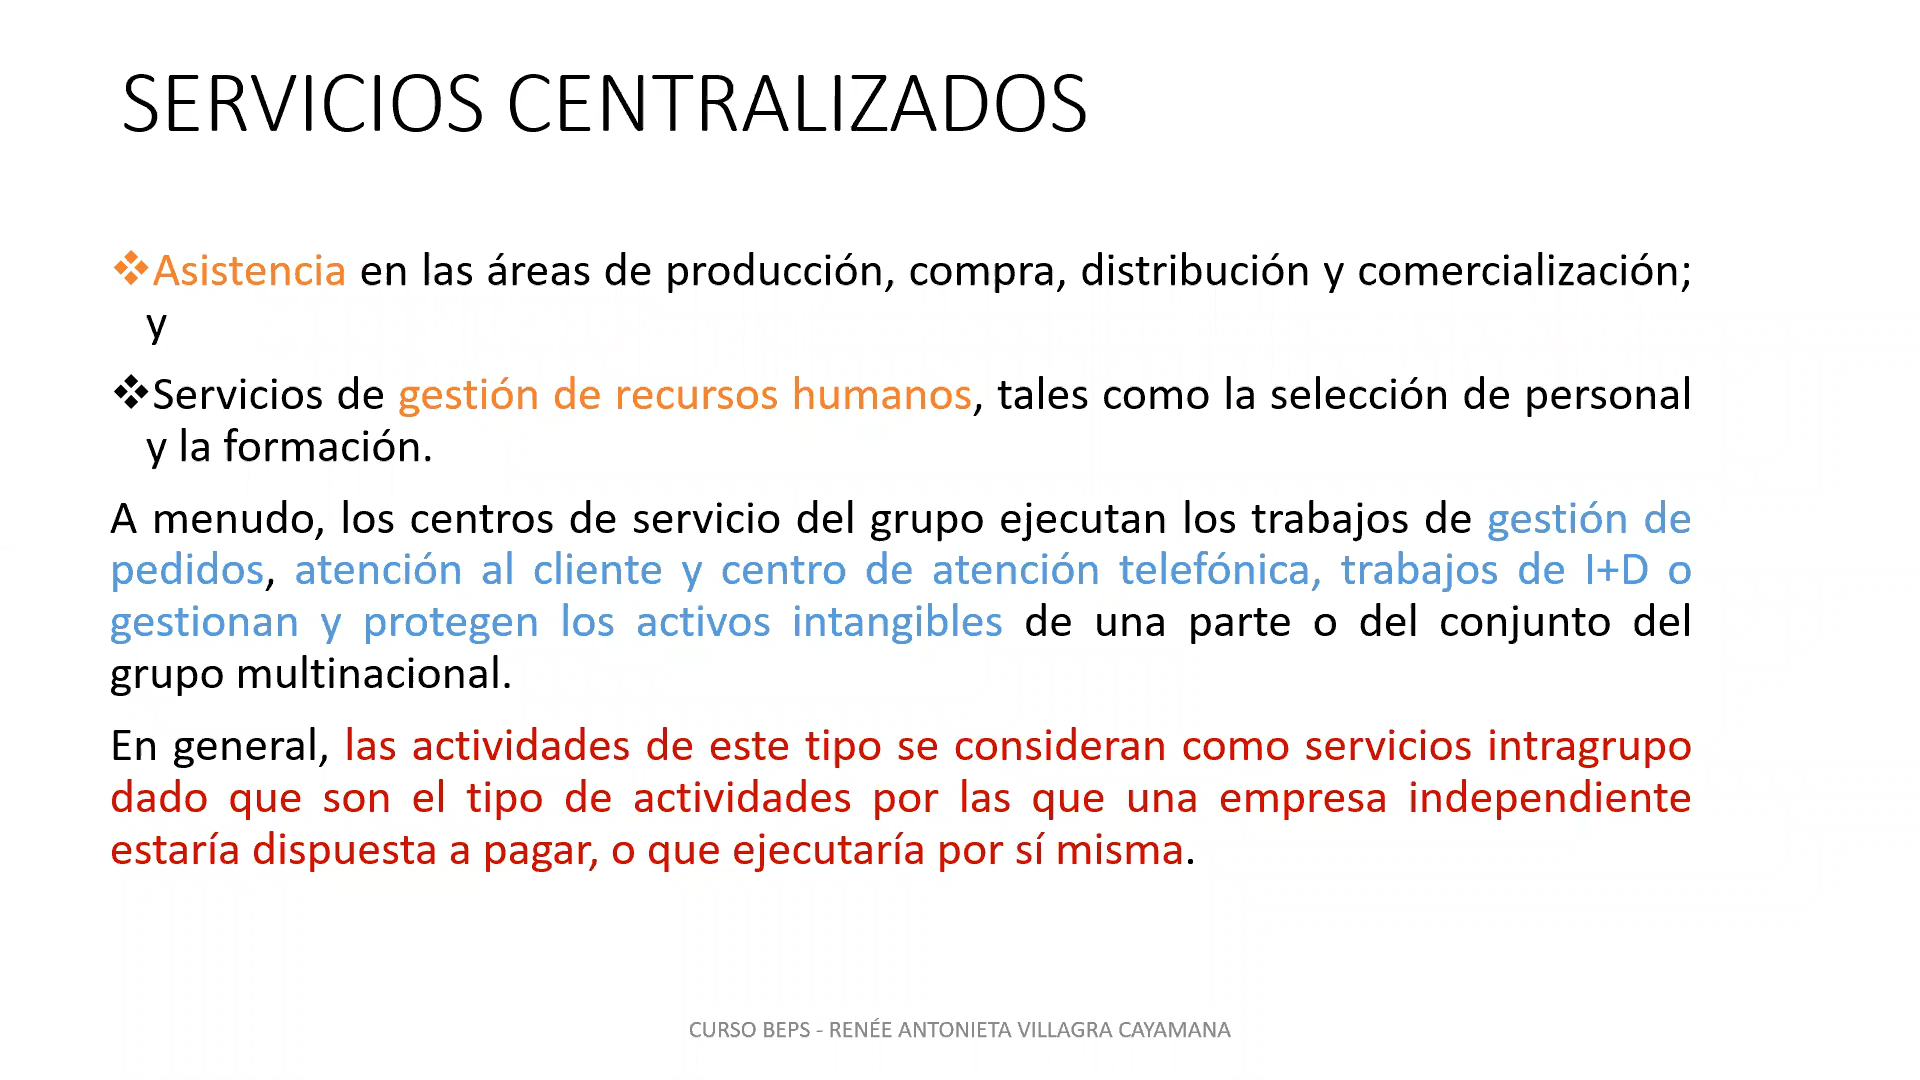 SERVICIOS CENTRALIZADOS
❖Asistencia en las áreas de producción, compra, distribución y comercialización;
y
❖Servicios de gestión de recursos humanos, tales como la selección de personal
y la formación.
A menudo, los centros de servicio del grupo ejecutan los trabajos de gestión de
pedidos, atención al cliente y centro de atención telefónica, trabajos de I+D o
gestionan y protegen los activos intangibles de una parte o del conjunto del
grupo multinacional.
En general, las actividades de este tipo se consideran como servicios intragrupo
dado que son el tipo de actividades por las que una empresa independiente
estaría dispuesta a pagar, o que ejecutaría por sí misma.
CURSO BEPS - RENÉE ANTONIETA VILLAGRA CAYAMANA